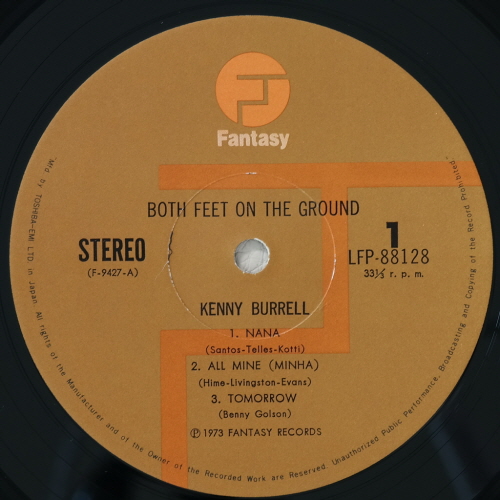 Fantasy
BOTH FEET ON THE GROUND
STEREO
(F-9427-A)
1
LFP-88128
33⅓ r. p. m.
KENNY BURRELL
1. NANA
(Santos-Telles-Kotti)
2. ALL MINE (MINHA)
(Hime-Livingston-Evans)
3. TOMORROW
(Benny Golson)
Ⓟ 1973 FANTASY RECORDS
Mf'd by TOSHIBA-EMI LTD. in Japan. All rights of the Manufacturer and of the Owner of the Recorded Work are Reserved. Unauthorized Public Performance, Broadcasting and Copying of the Record Prohibited